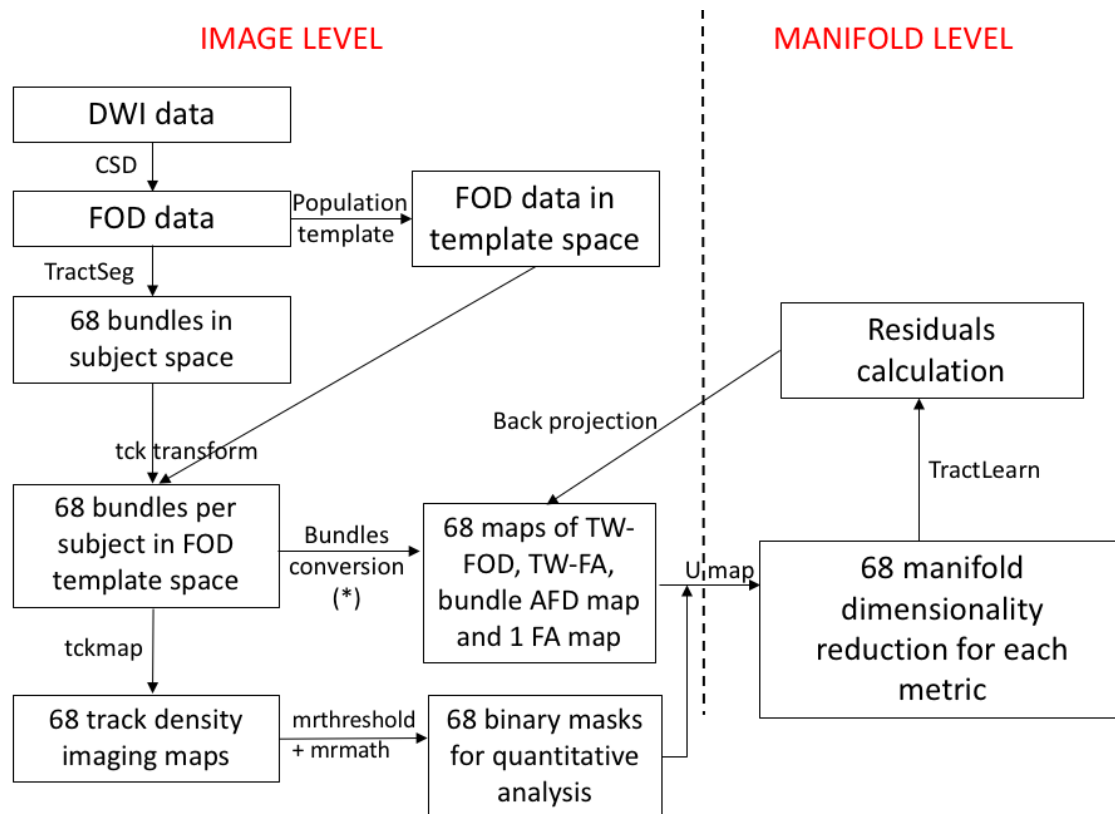 IMAGE LEVEL
MANIFOLD LEVEL
DWI data
CSD
FOD data
Population
template
FOD data in
template space
TractSeg
68 bundles in
subject space
Residuals
calculation
Back projection
tck transform
TractLearn
68 bundles per
subject in FOD
template space
Bundles
conversion
(*)
68 maps of TW-
FOD, TW-FA,
bundle AFD map
and 1 FA map
U map
68 manifold
dimensionality
reduction for each
metric
tckmap
68 track density
imaging maps
mrthreshold
+ mrmath
68 binary masks
for quantitative
analysis